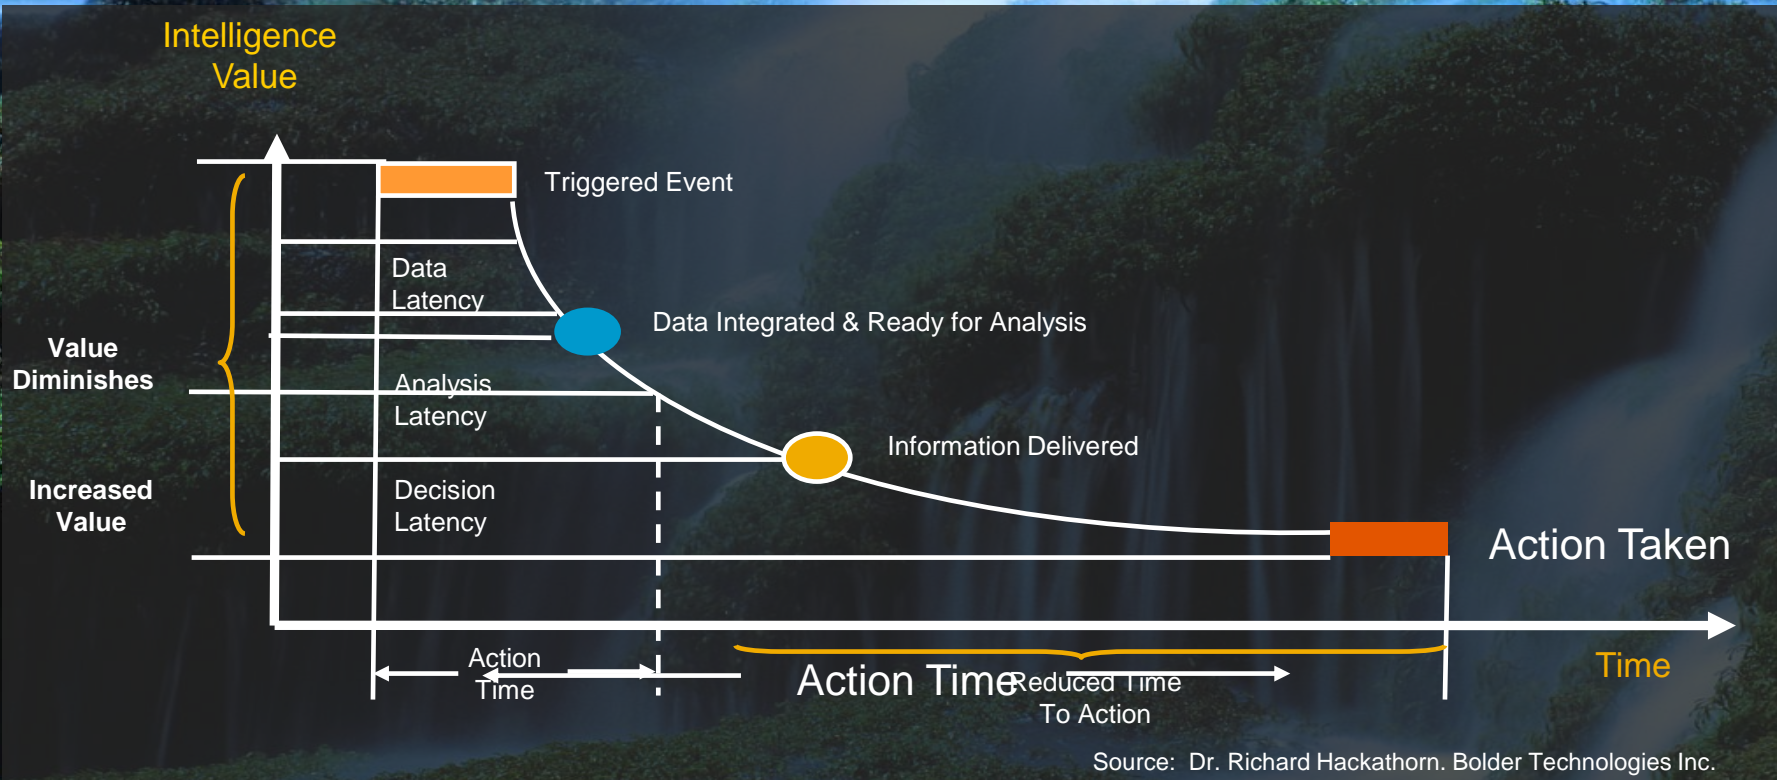 Intelligence
Value
Triggered Event
Data
Latency
Data Integrated & Ready for Analysis
Value
Diminishes
Analysis
Latency
Information Delivered
Increased
Value
Decision
Latency
Action Taken
Action
Time
Action Time
Reduced Time
To Action
Time
Source: Dr. Richard Hackathorn. Bolder Technologies Inc.